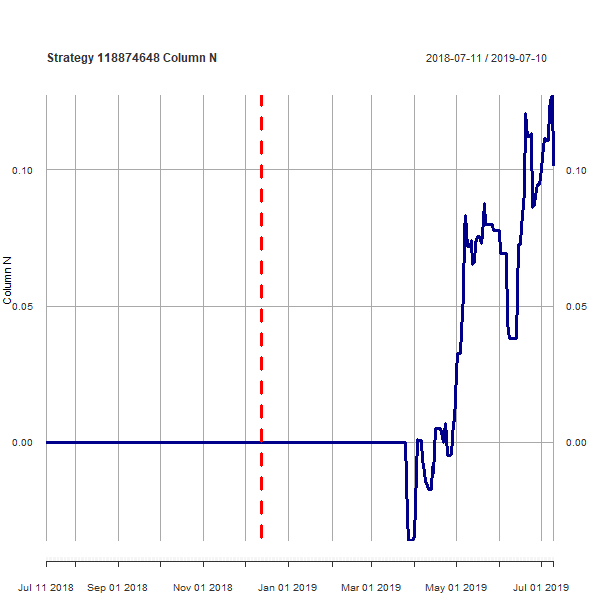 Strategy 118874648 Column N
2018-07-11 / 2019-07-10
Column N
0.10
0.10
0.05
0.05
0.00
0.00
Jul 11 2018
Sep 01 2018
Nov 01 2018
Jan 01 2019
Mar 01 2019
May 01 2019
Jul 01 2019